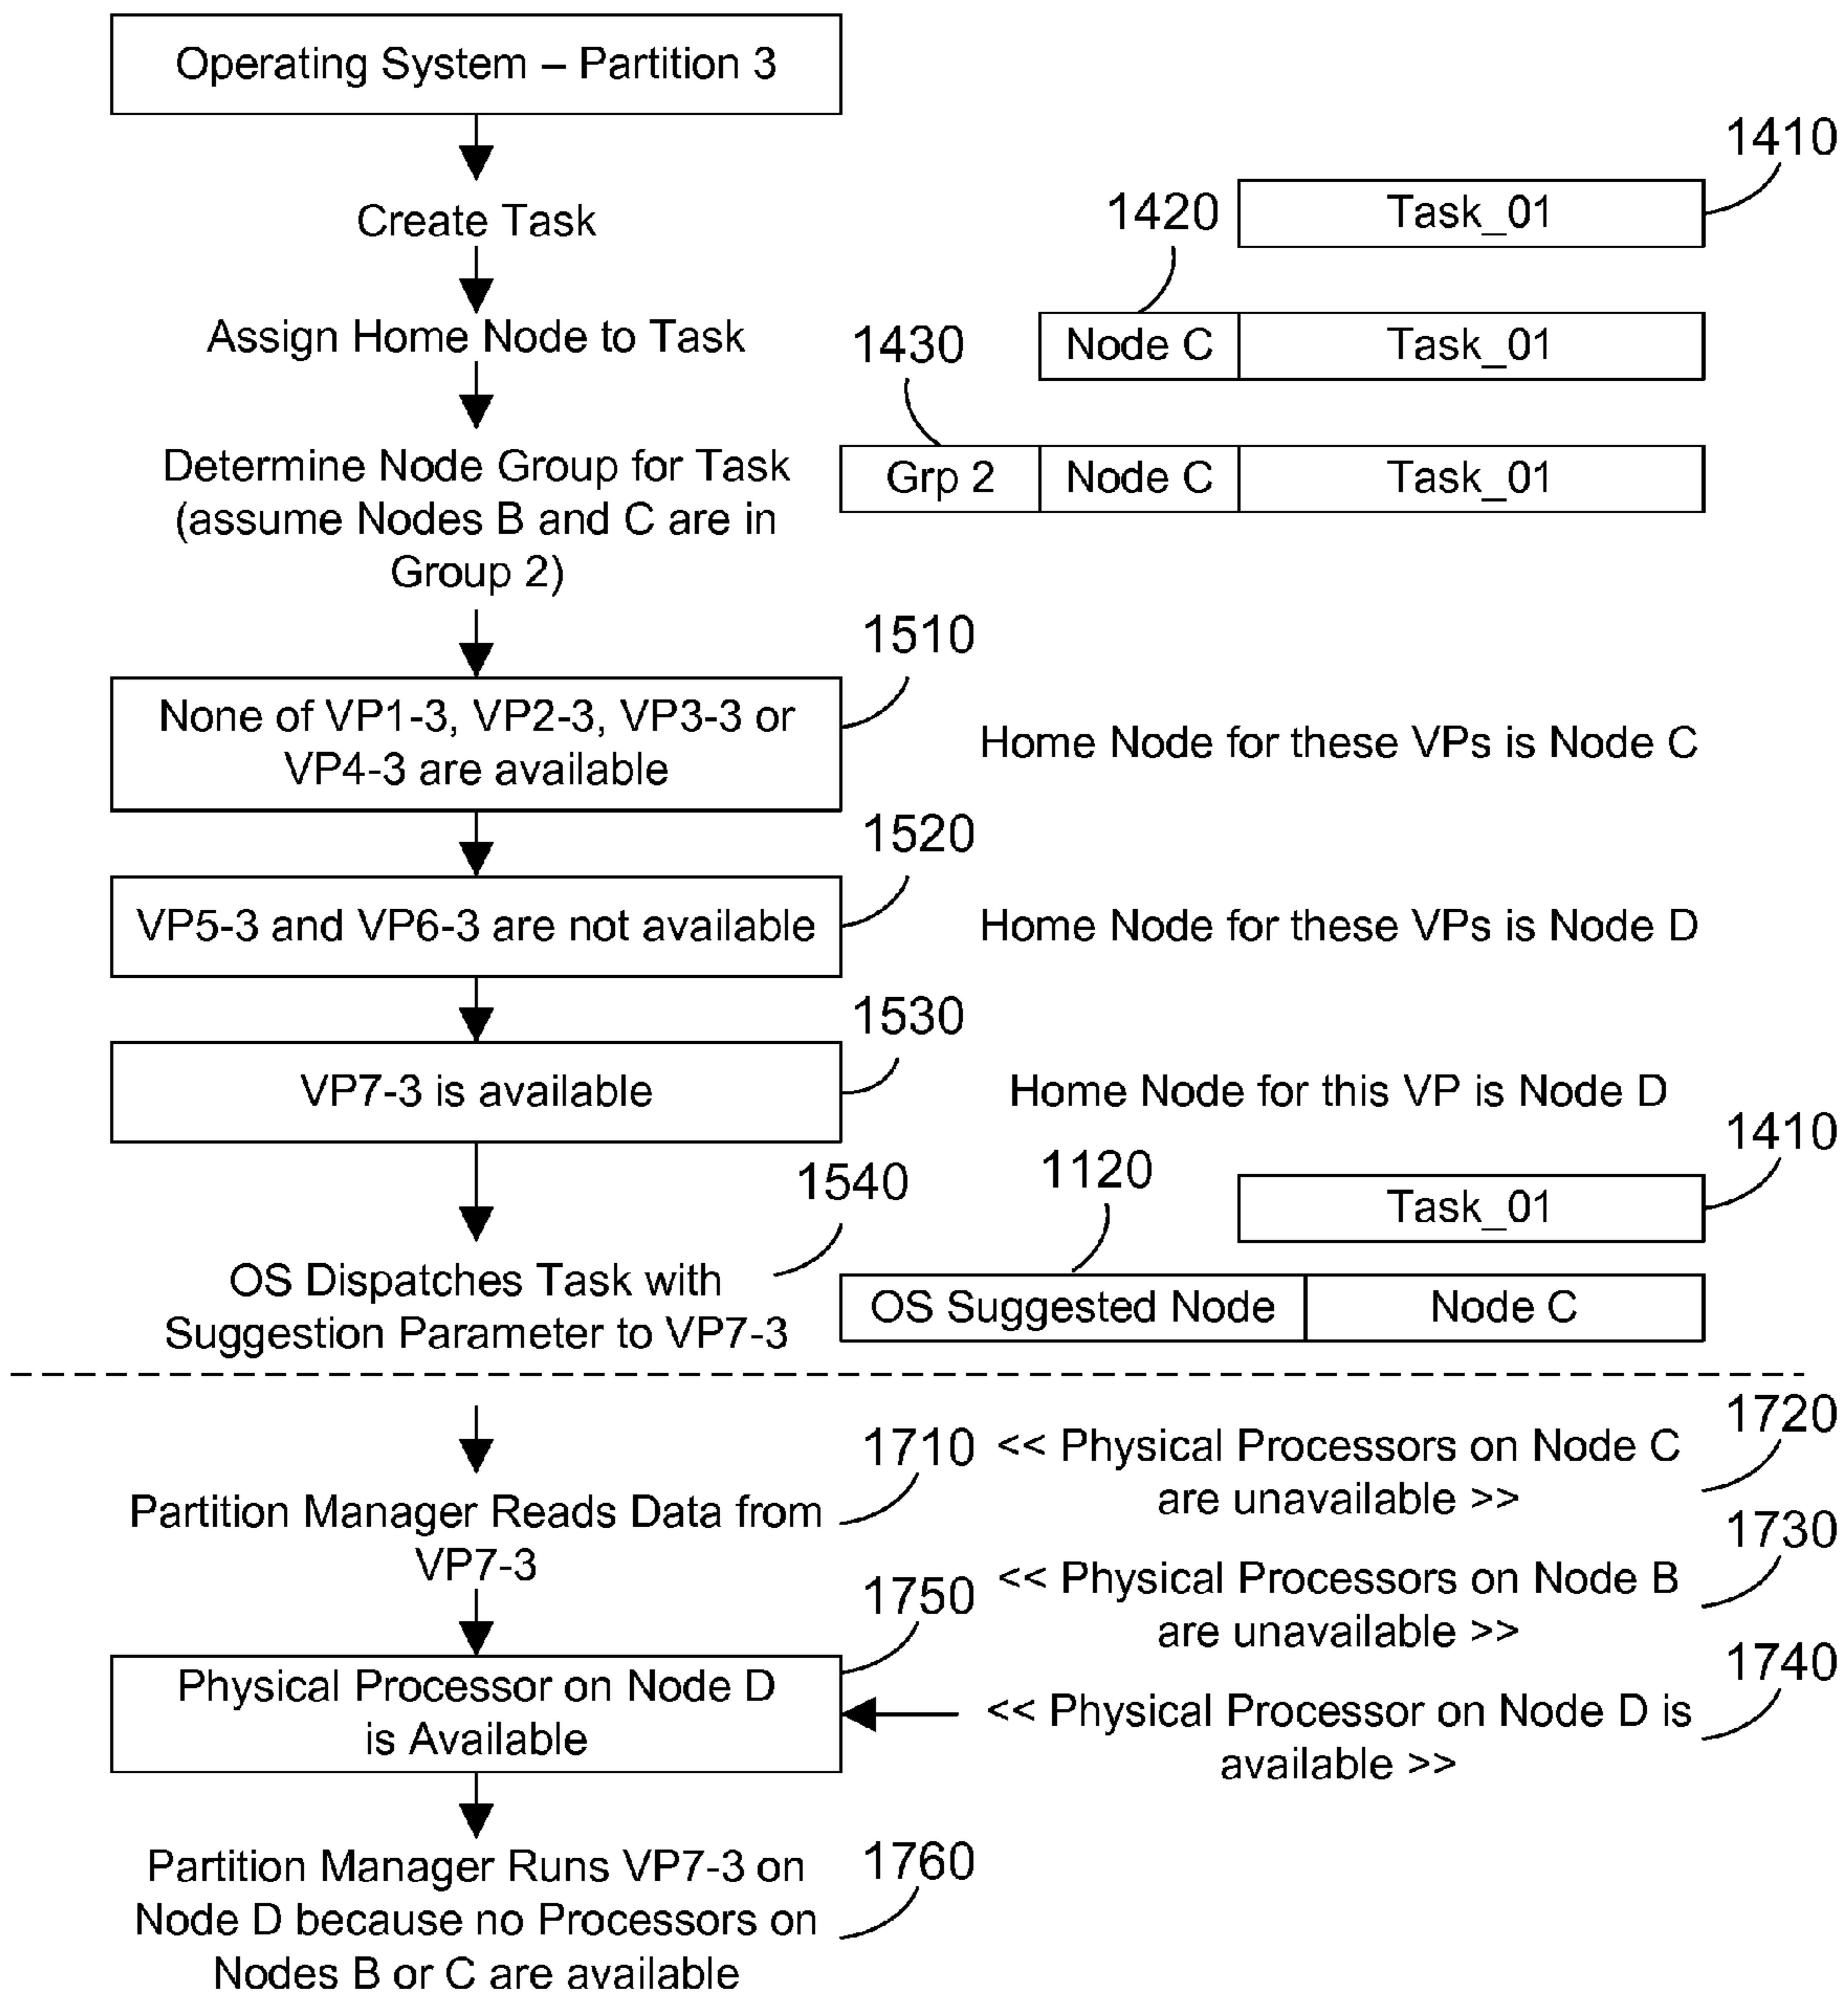 Operating System – Partition 3
1410
Create Task
1420
Task_01
Assign Home Node to Task
1430
Node C
Task_01
Determine Node Group for Task
(assume Nodes B and C are in
Group 2)
Grp 2
Node C
Task_01
1510
None of VP1-3, VP2-3, VP3-3 or
VP4-3 are available
Home Node for these VPs is Node C
1520
VP5-3 and VP6-3 are not available
Home Node for these VPs is Node D
1530
VP7-3 is available
Home Node for this VP is Node D
1410
1540
1120
Task_01
OS Dispatches Task with
Suggestion Parameter to VP7-3
OS Suggested Node
Node C
1710
<< Physical Processors on Node C
are unavailable >>
1720
Partition Manager Reads Data from
VP7-3
1730
1750
<< Physical Processors on Node B
are unavailable >>
1740
Physical Processor on Node D
is Available
<< Physical Processor on Node D is
available >>
Partition Manager Runs VP7-3 on
Node D because no Processors on
Nodes B or C are available
1760